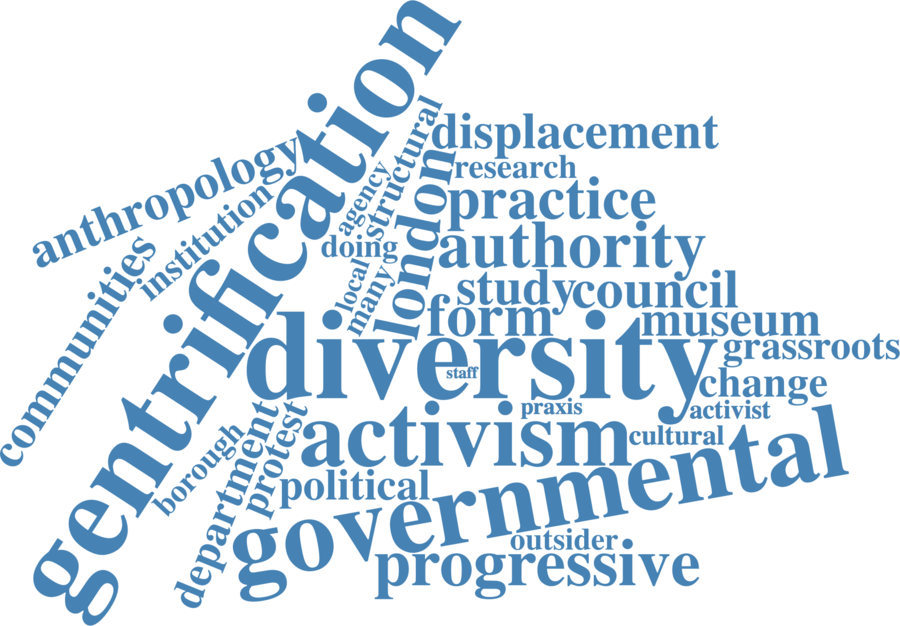 gentrification
anthropology
institution
communities
agency
structural
london
doing
local
many
displacement
research
practice
authority
study
council
form
museum
diversity
grassroots
staff
change
praxis
activist
activism
cultural
borough
department
protest
political
governmental
outsider
progressive